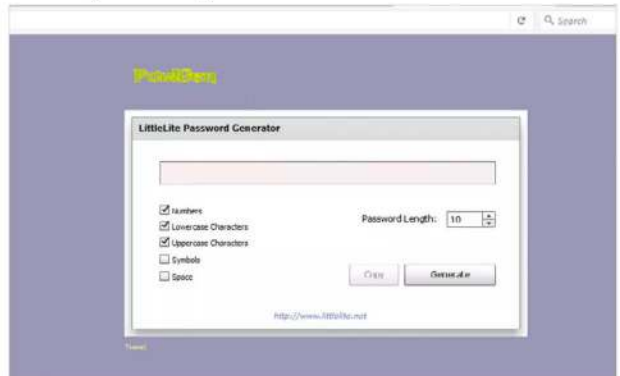 Search
LittleLite Password Generator
Numbers
Password Length: 10
Lowercase Characters
Uppercase Characters
Symbols
Space
Copy Generate
http://www.littlelite.net
Tweet